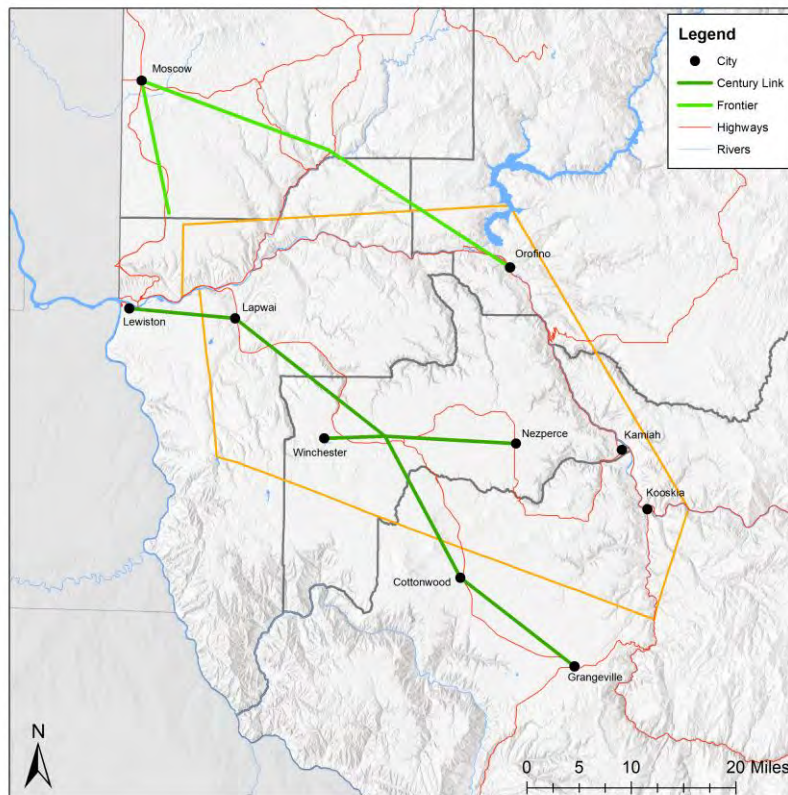 Legend
City
Century Link
Frontier
Highways
Rivers
Moscow
Orofino
Lewiston
Lapwai
Winchester
Nezperce
Kamiah
Kooskia
Cottonwood
Grangeville
N
0 5 10 20 Miles